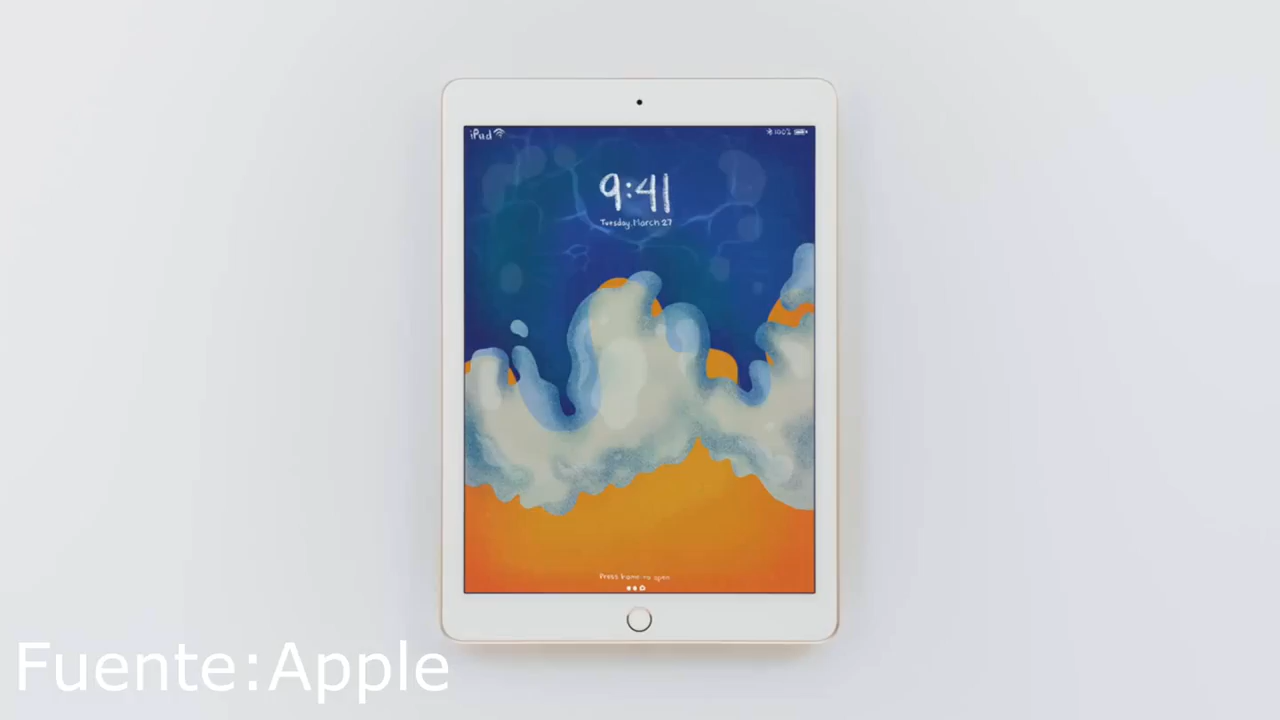 iPad
100%
9:41
Tuesday, March 27
Press home to open
Fuente:Apple